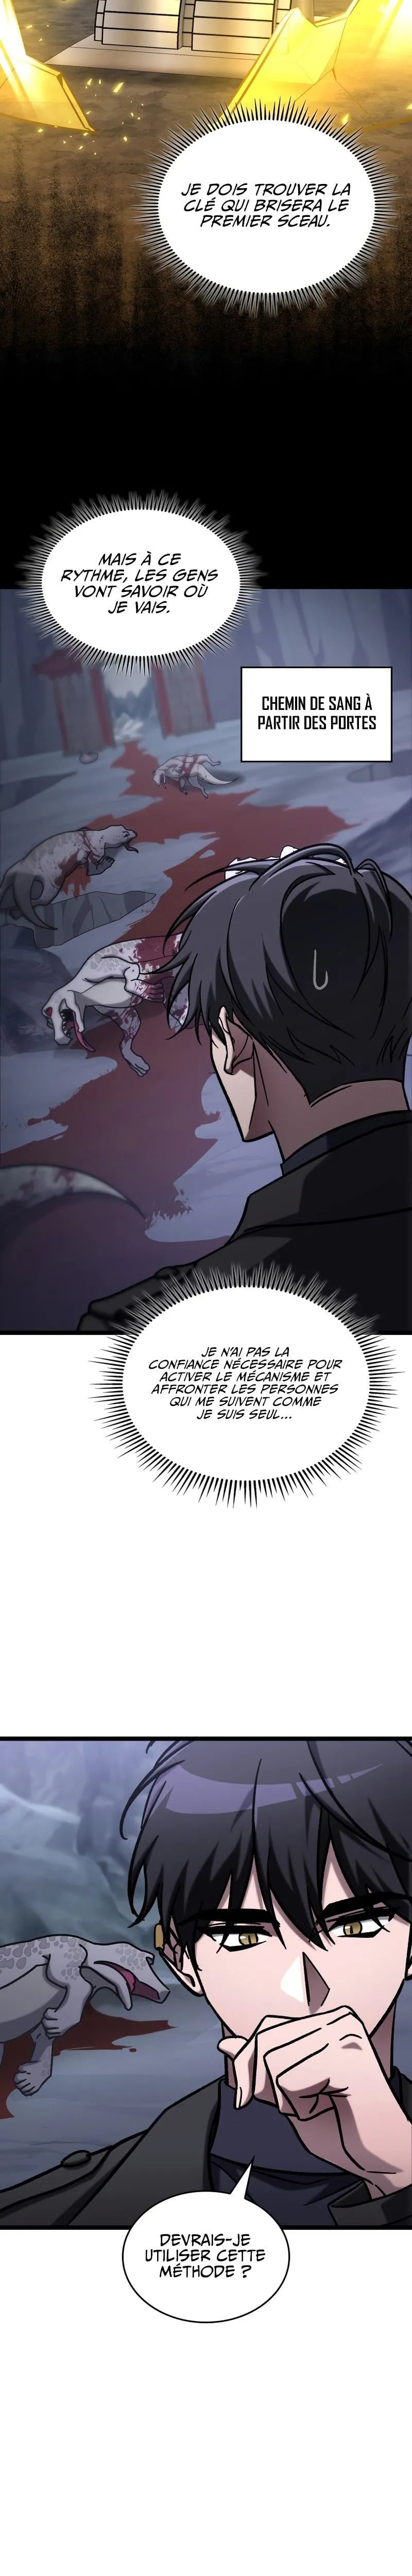 JE DOIS TROUVER LA
CLÉ QUI BRISERA LE
PREMIER SCEAU.
MAIS À CE
RYTHME, LES GENS
VONT SAVOIR OÙ
JE VAIS.
CHEMIN DE SANG À
PARTIR DES PORTES
JE N'AI PAS LA
CONFIANCE NÉCESSAIRE POUR
ACTIVER LE MÉCANISME ET
AFFRONTER LES PERSONNES
QUI ME SUIVENT COMME
JE SUIS SEUL...
DEVRAIS-JE
UTILISER CETTE
MÉTHODE ?